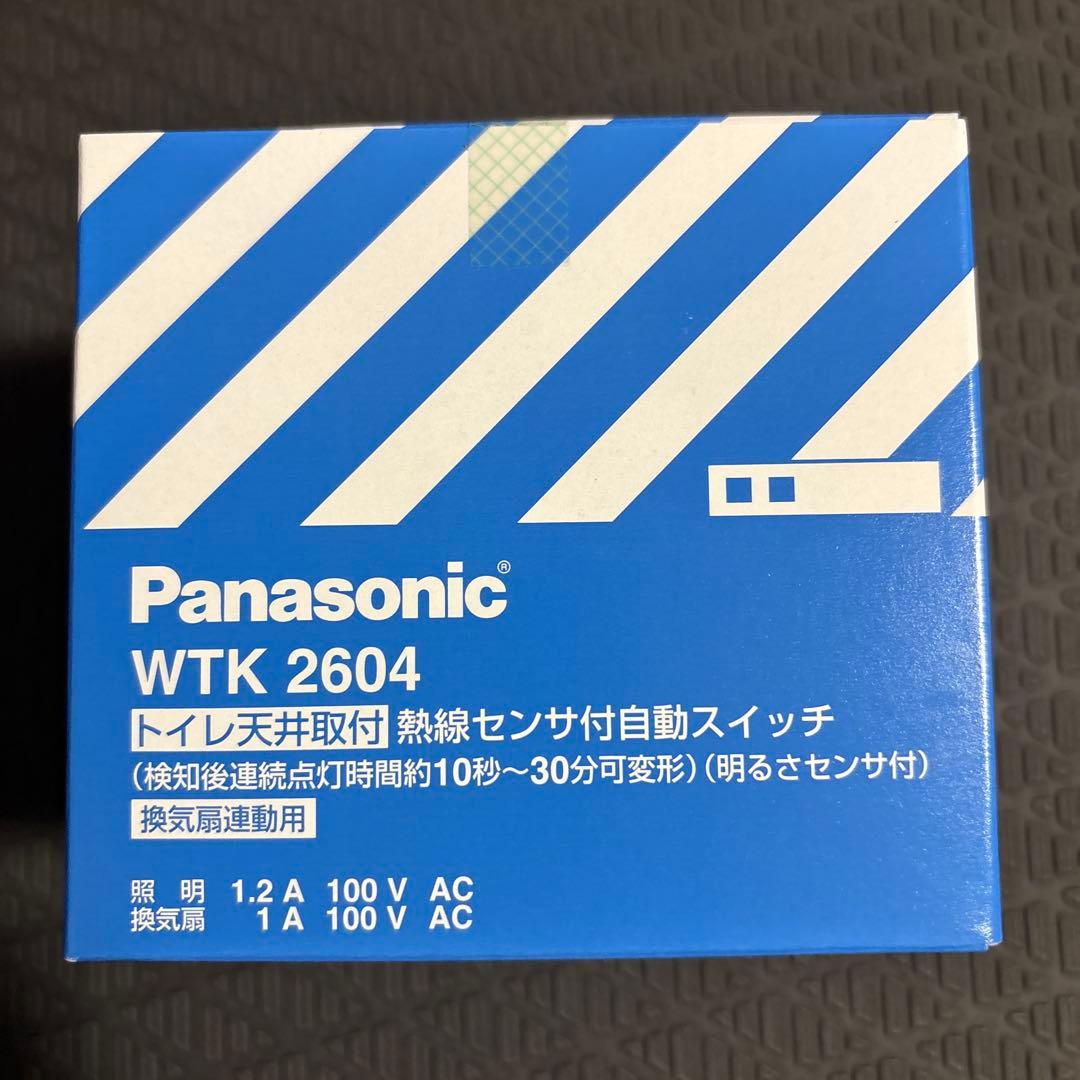 Panasonic®
WTK 2604
トイレ天井取付 熱線センサ付自動スイッチ
（検知後連続点灯時間約10秒～30分可変形）（明るさセンサ付）
換気扇連動用
照 明 1.2 A 100 V AC
換気扇 1 A 100 V AC